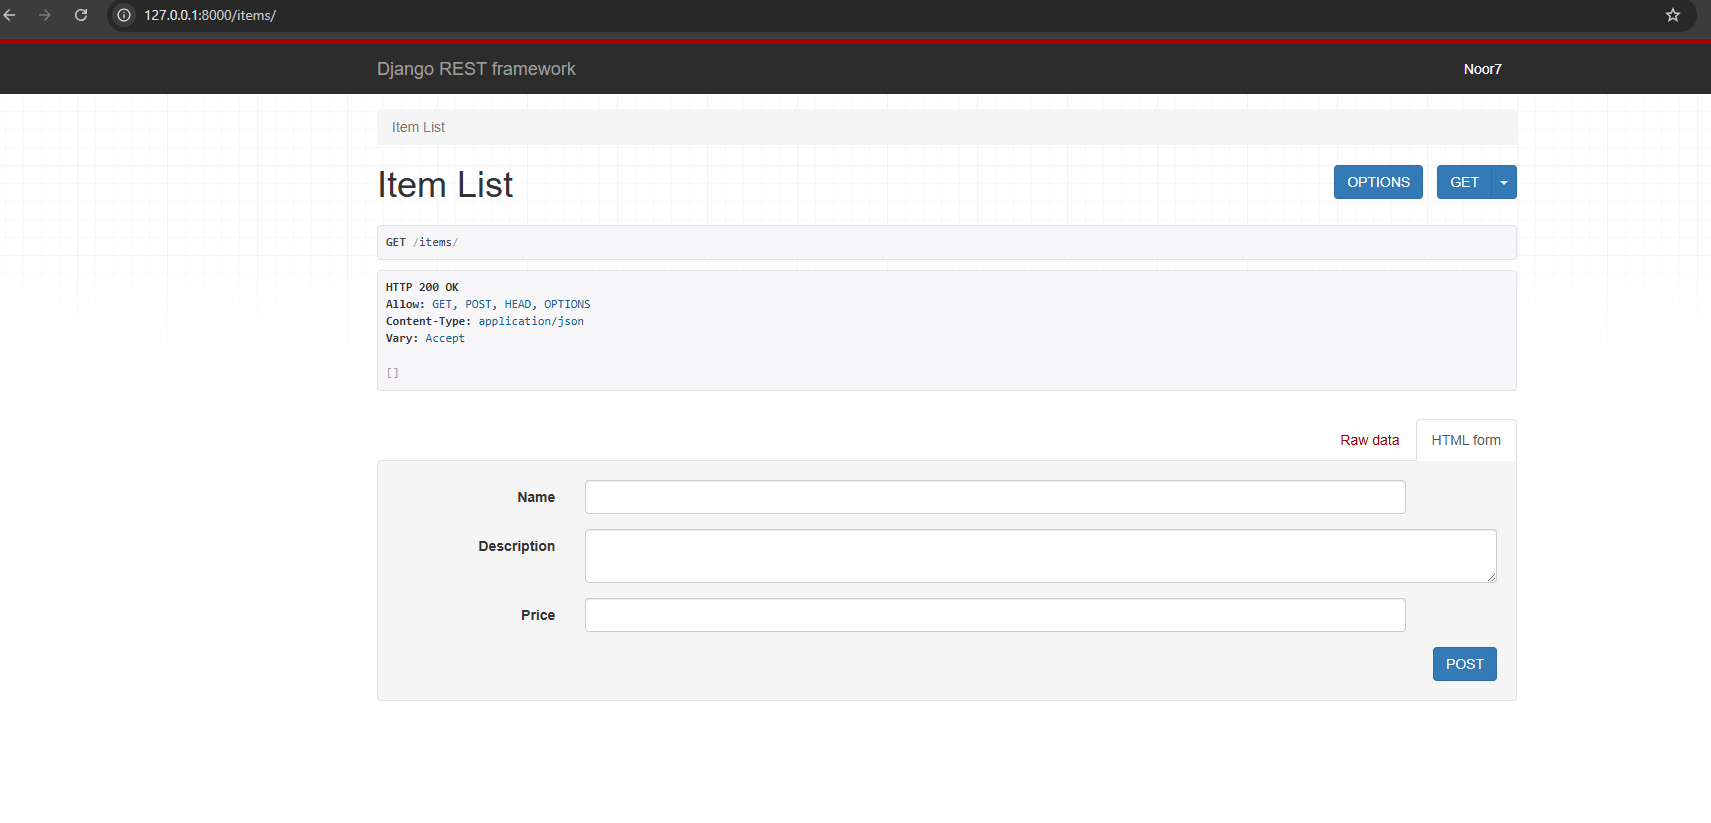 127.0.0.1:8000/items/
Django REST framework
Noor7
Item List
Item List
OPTIONS
GET
GET /items/
HTTP 200 OK
Allow: GET, POST, HEAD, OPTIONS
Content-Type: application/json
Vary: Accept
[]
Raw data
HTML form
Name
Description
Price
POST